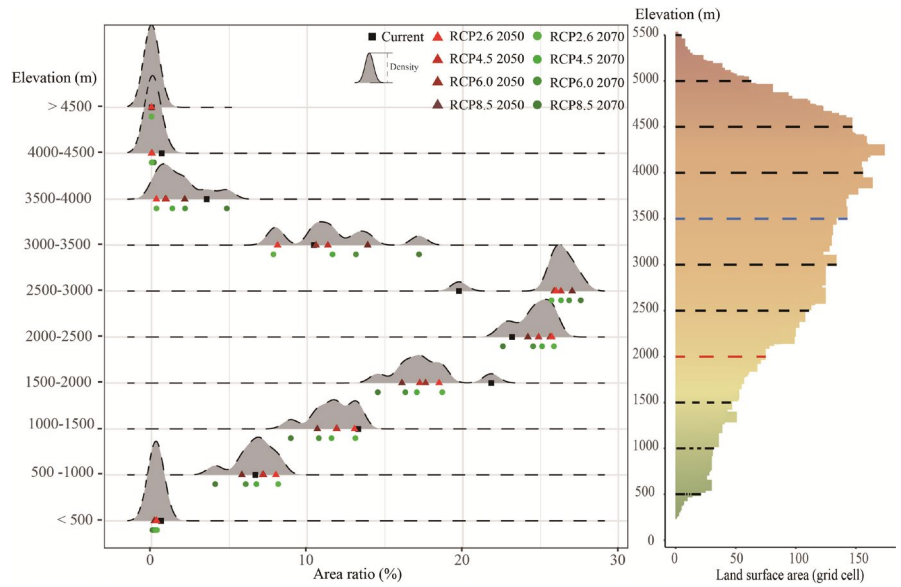 Elevation (m)
Current
RCP2.6 2050
RCP2.6 2070
RCP4.5 2050
RCP4.5 2070
RCP6.0 2050
RCP6.0 2070
RCP8.5 2050
RCP8.5 2070
Density
Elevation (m)
> 4500
4000-4500
3500-4000
3000-3500
2500-3000
2000-2500
1500-2000
1000-1500
500 -1000
< 500
0
10
20
30
Area ratio (%)
5500
5000
4500
4000
3500
3000
2500
2000
1500
1000
500
0
0
50
100
150
Land surface area (grid cell)